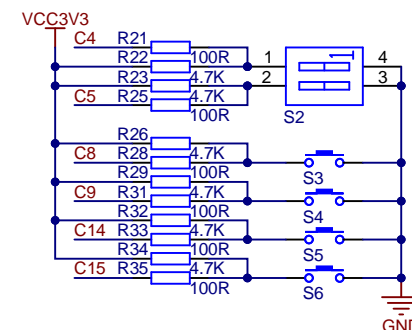 VCC3V3
C4 R21
R22 100R 1 4
R23 4.7K 2 3
C5 R25 4.7K
100R S2
R26
C8 R28 4.7K
R29 100R S3
C9 R31 4.7K
R32 100R S4
C14 R33 4.7K
R34 100R S5
C15 R35 4.7K
100R S6
GND